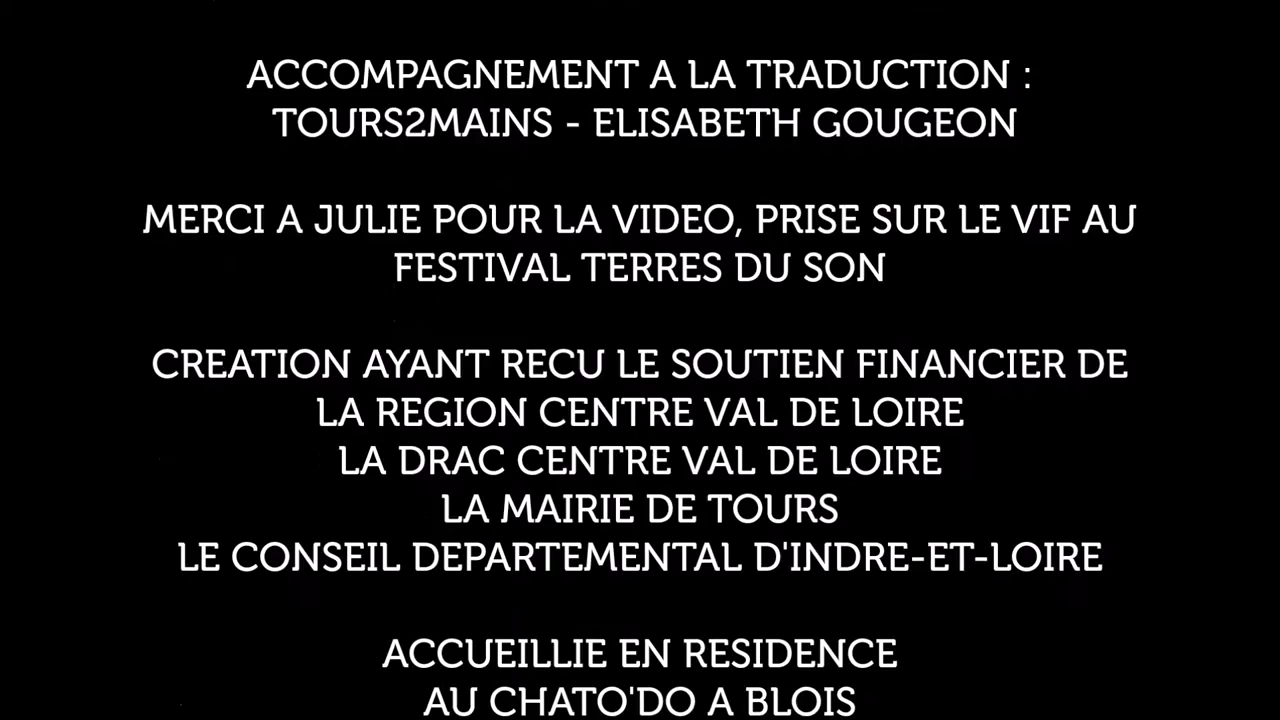 ACCOMPAGNEMENT A LA TRADUCTION :
TOURS2MAINS - ELISABETH GOUGEON
MERCI A JULIE POUR LA VIDEO, PRISE SUR LE VIF AU
FESTIVAL TERRES DU SON
CREATION AYANT RECU LE SOUTIEN FINANCIER DE
LA REGION CENTRE VAL DE LOIRE
LA DRAC CENTRE VAL DE LOIRE
LA MAIRIE DE TOURS
LE CONSEIL DEPARTEMENTAL D'INDRE-ET-LOIRE
ACCUEILLIE EN RESIDENCE
AU CHATO'DO A BLOIS